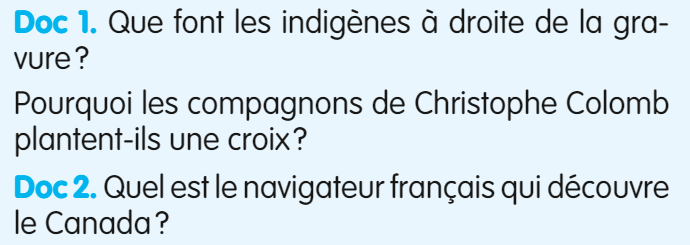 Doc 1. Que font les indigènes à droite de la gra-
vure ?
Pourquoi les compagnons de Christophe Colomb
plantent-ils une croix ?
Doc 2. Quel est le navigateur français qui découvre
le Canada ?